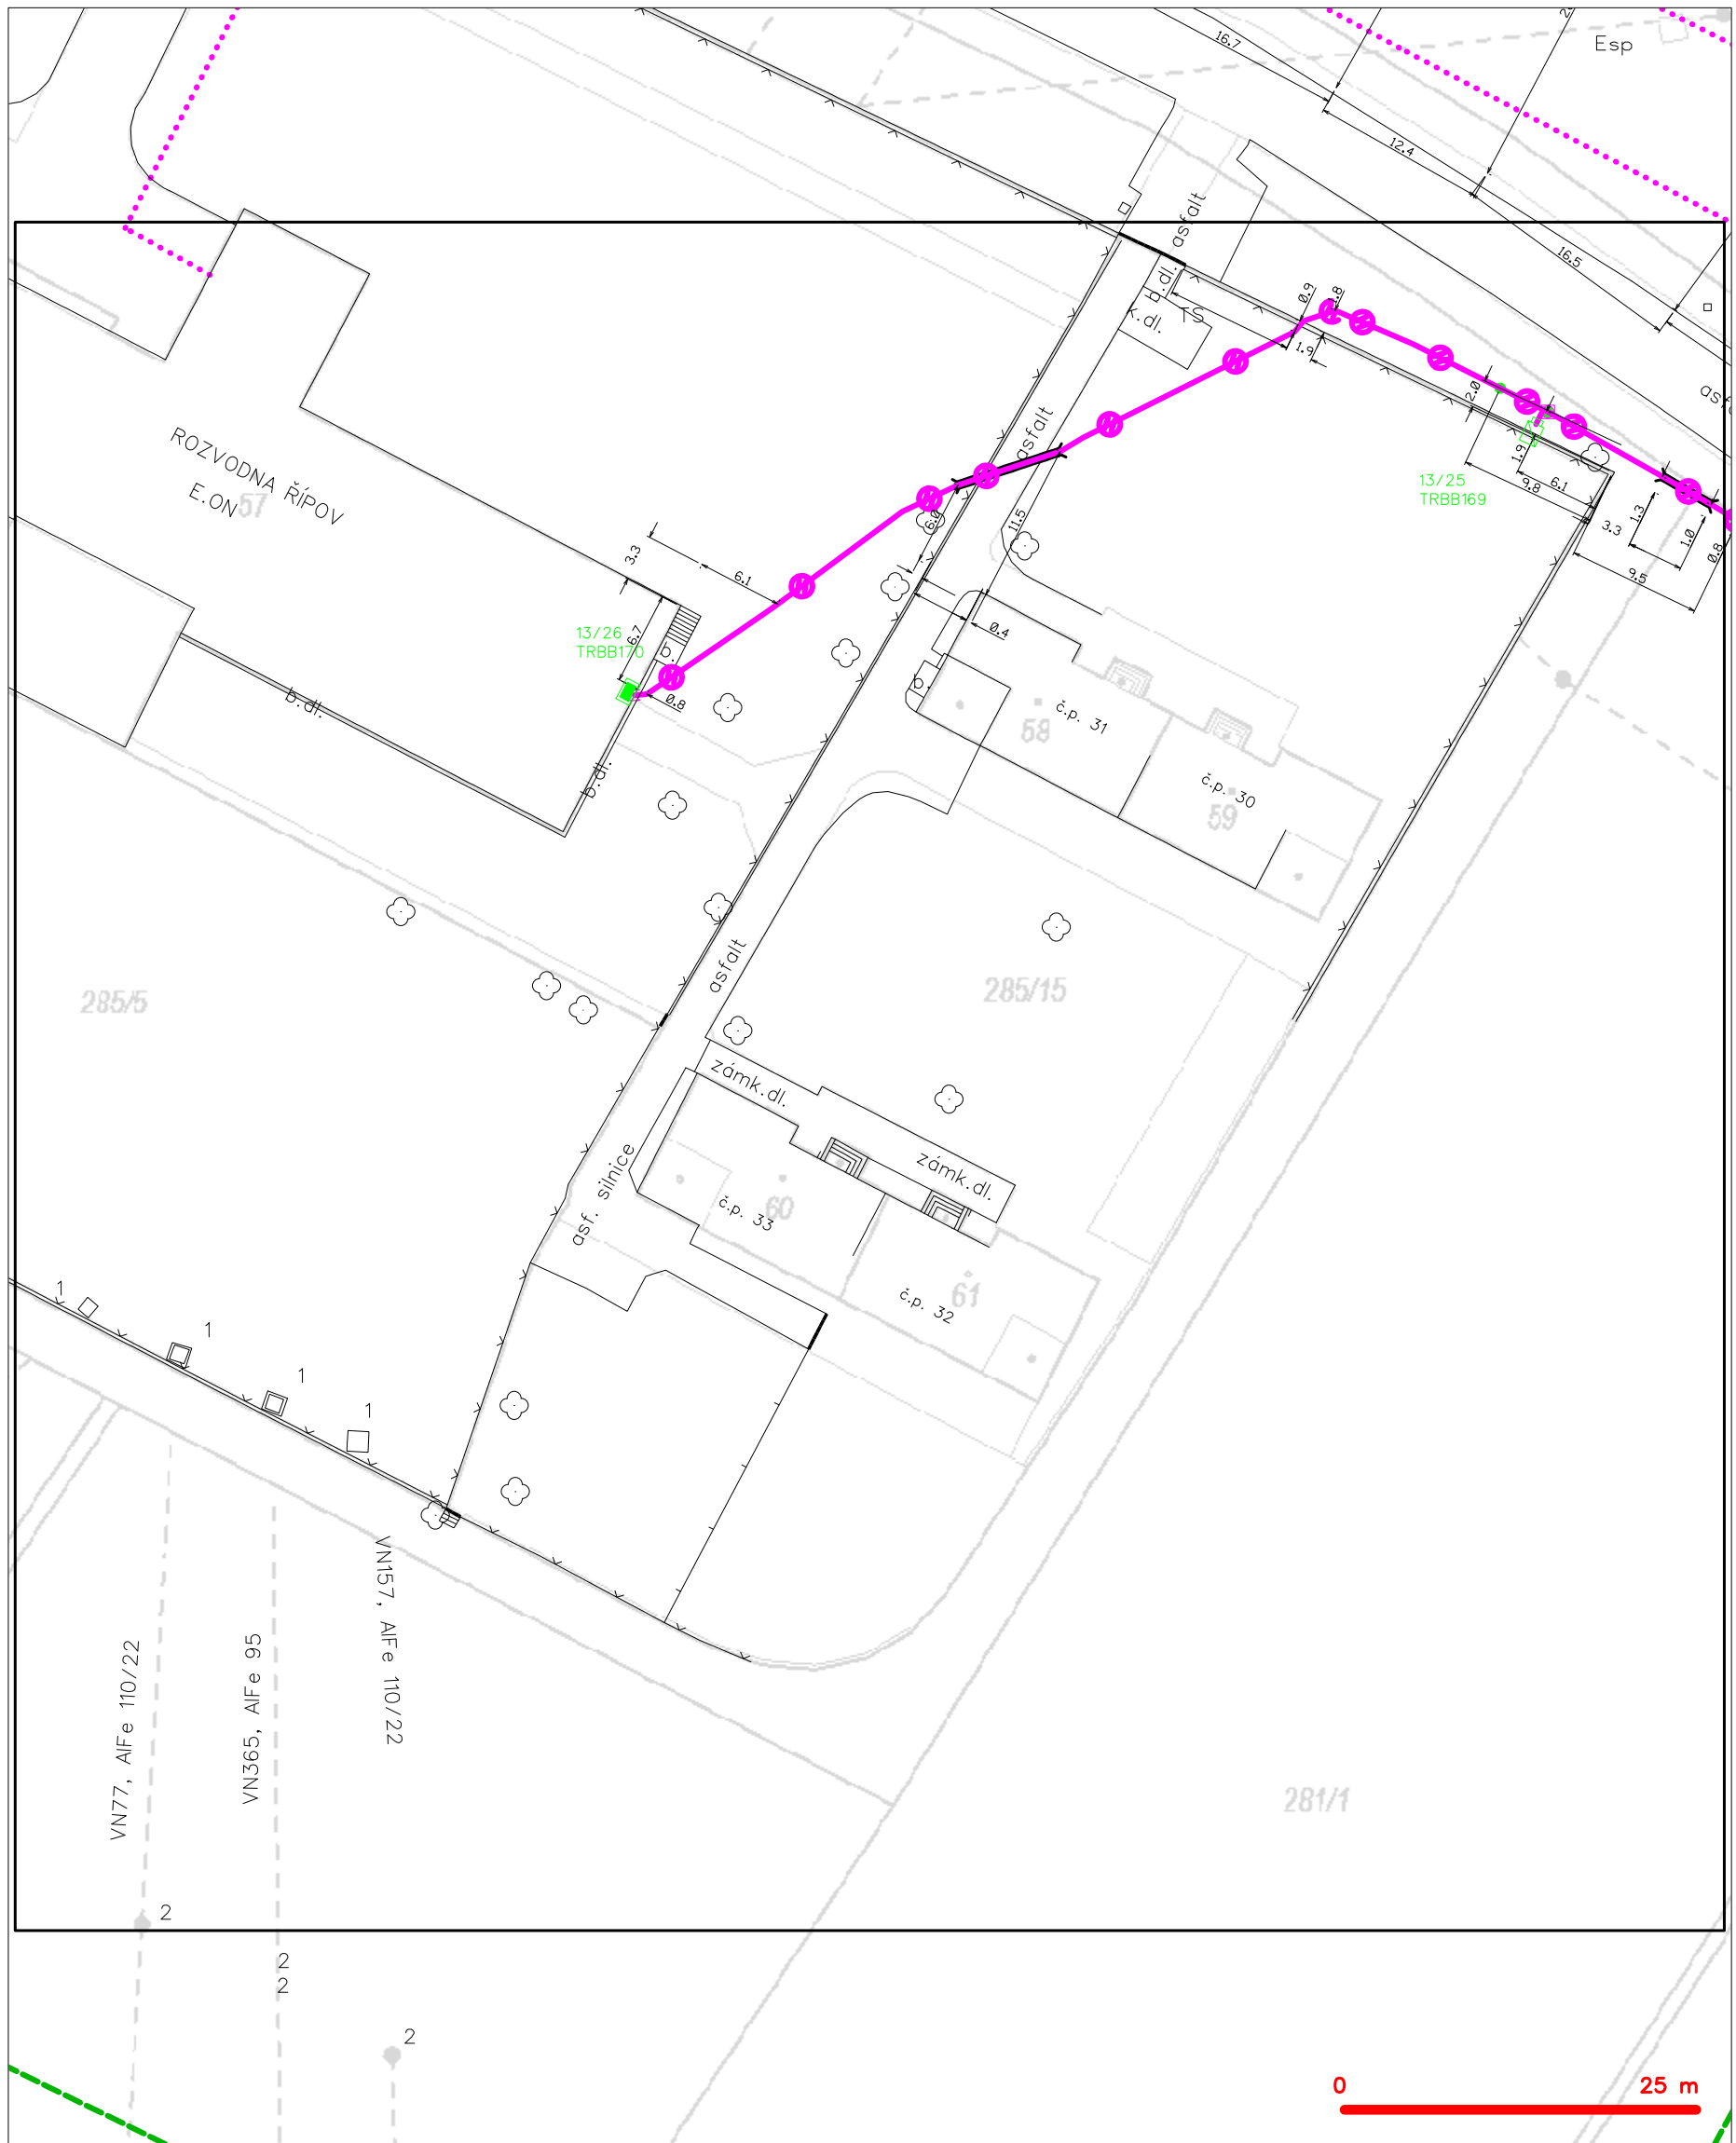 Esp
16.7
12.4
16.5
asfalt
b.dl.
k.dl.
TS
0.9
1.9
2.0
asfalt
ROZVODNA ŘÍPOV
E.ON
57
13/25
TRBB169
1.9
9.8
6.1
3.3
1.3
1.0
0.8
9.5
6.0
11.5
3.3
6.1
13/26
TRBB170
6.7
b.
0.8
0.4
b.
58
č.p. 31
č.p. 30
59
b.dl.
b.dl.
asfalt
285/5
285/15
zámk.dl.
zámk.dl.
asf. silnice
č.p. 33
60
č.p. 32
61
1
1
1
1
VN77, AlFe 110/22
VN365, AlFe 95
VN157, AlFe 110/22
281/1
2
2
2
2
0
25 m